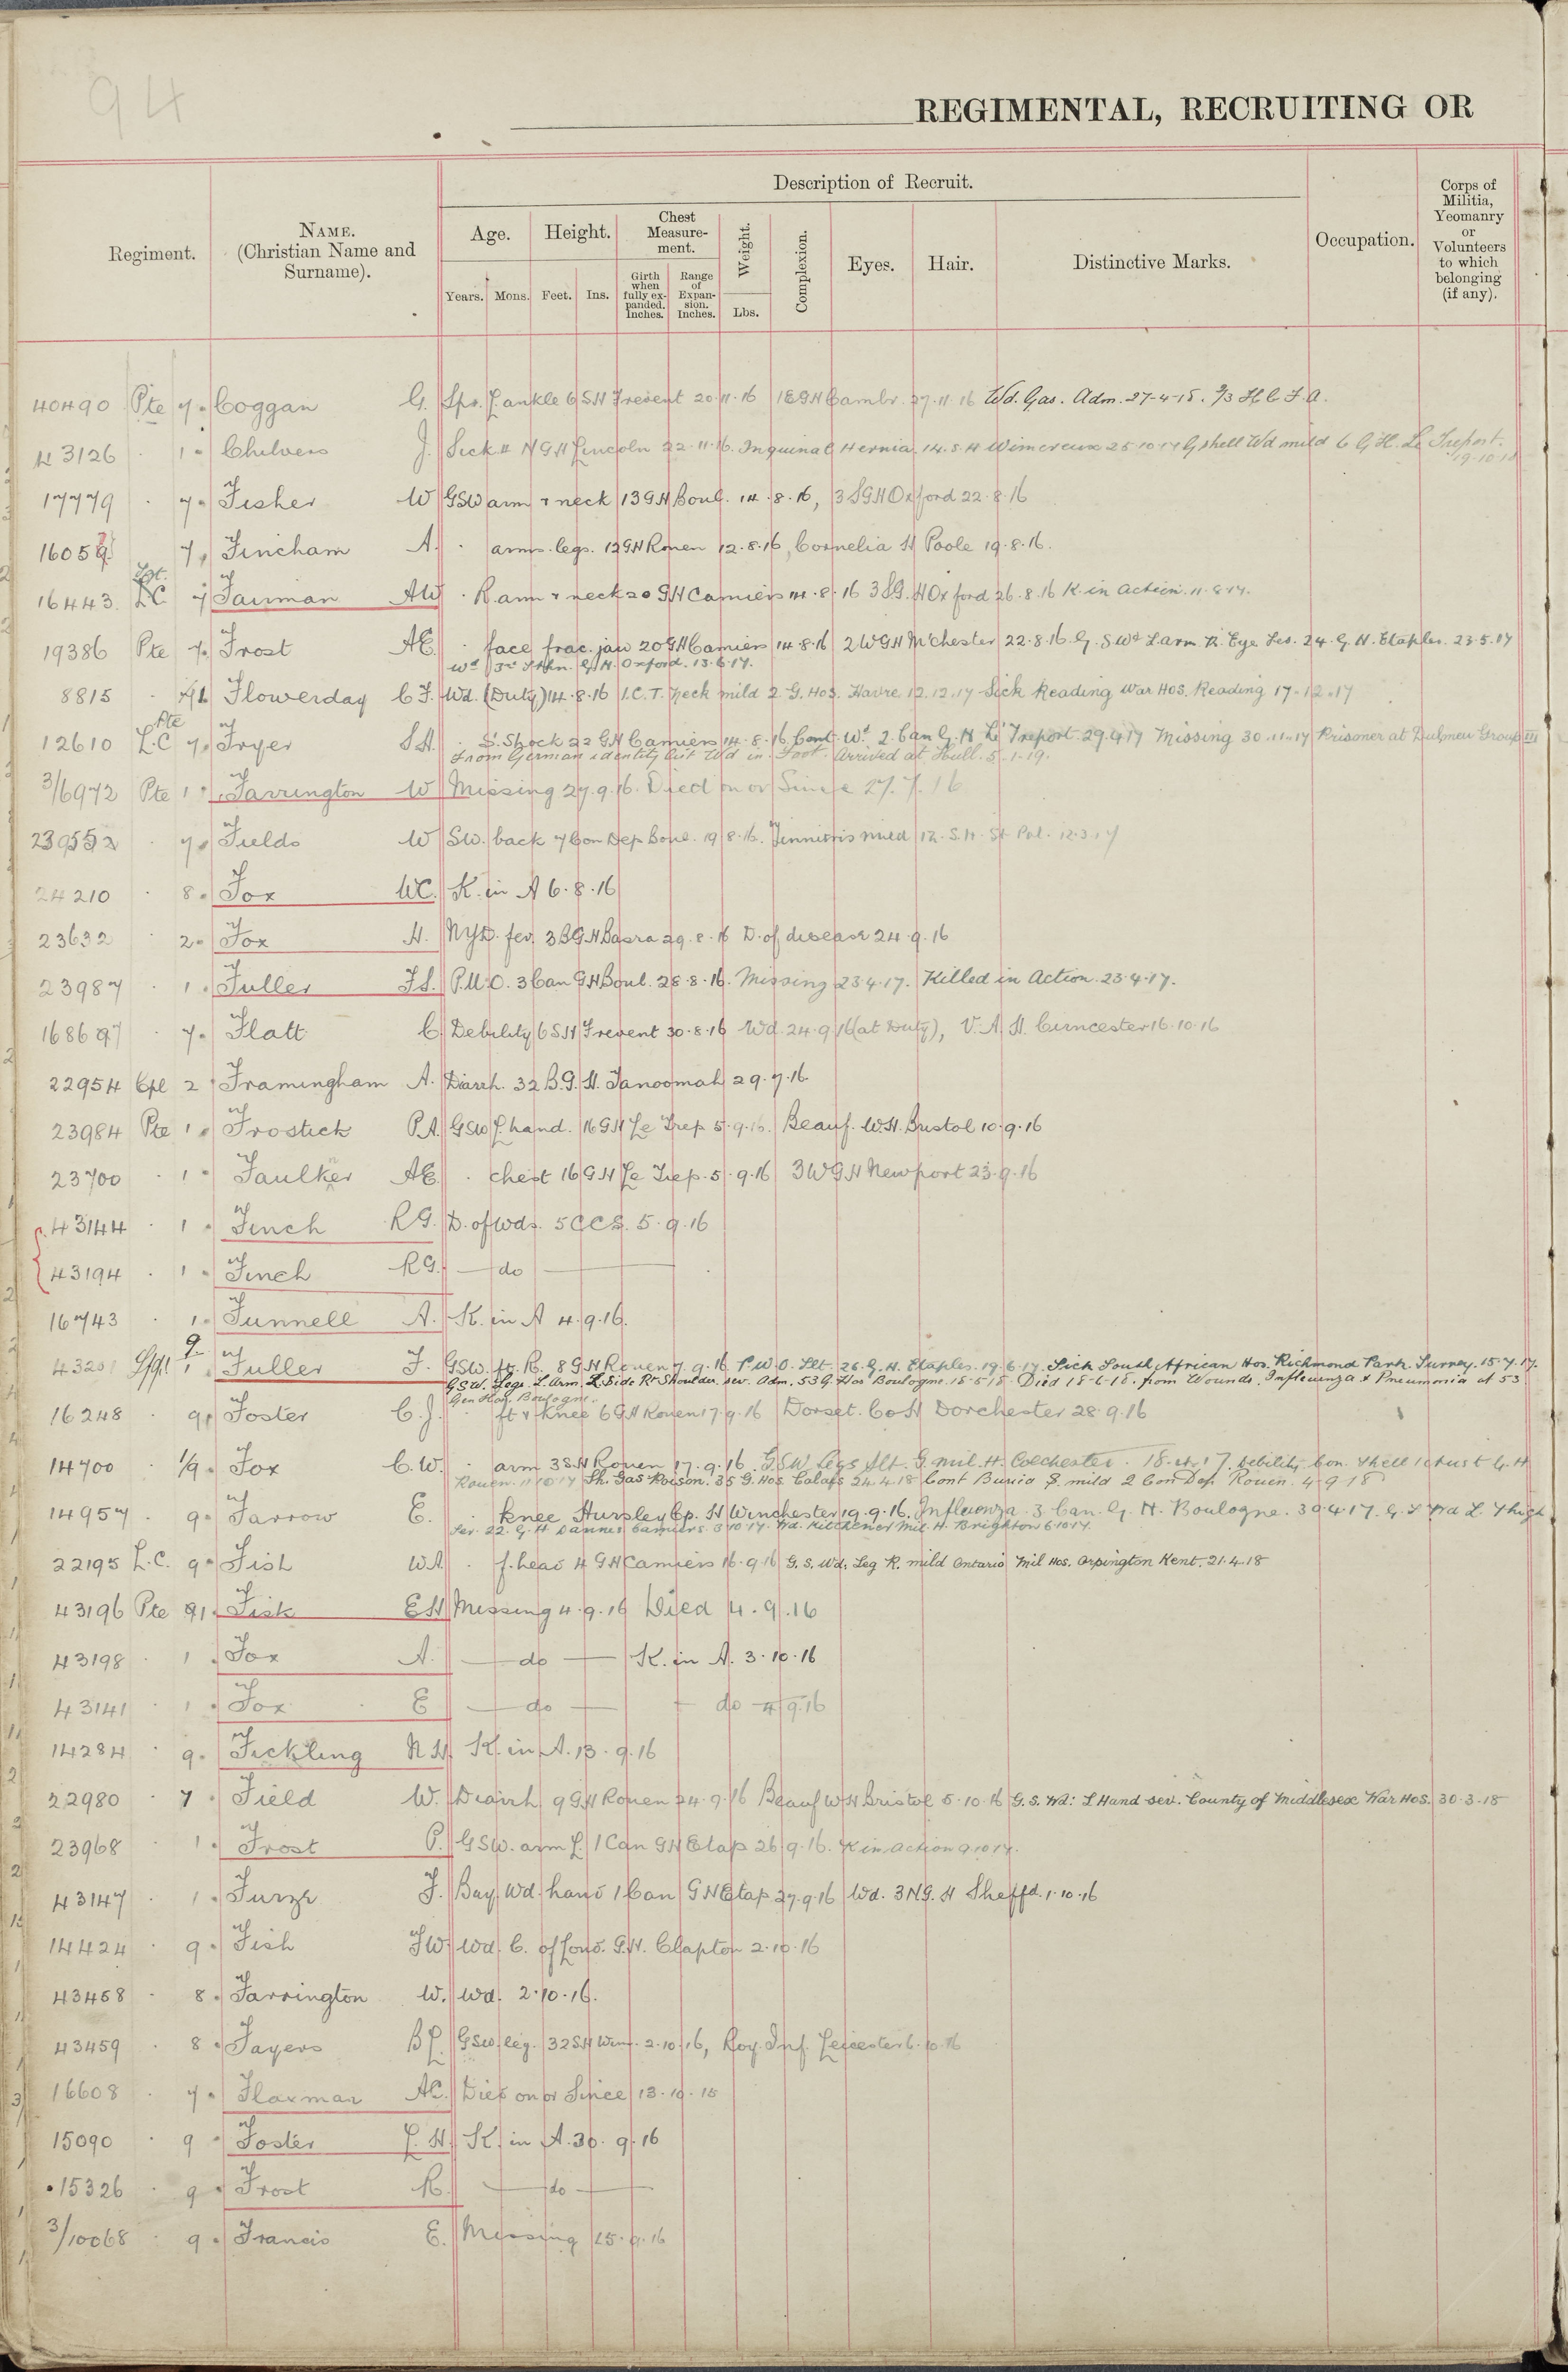 94
REGIMENTAL, RECRUITING OR
Description of Recruit.
Regiment.
NAME.
(Christian Name and
Surname).
Age.
Height.
Chest
Measure-
ment.
Weight.
Complexion.
Eyes.
Hair.
Distinctive Marks.
Occupation.
Corps of
Militia,
Yeomanry
or
Volunteers
to which
belonging
(if any).
Years.
Mons.
Feet.
Ins.
Girth
when
fully ex-
panded.
Inches.
Range
of
Expan-
sion.
Inches.
Lbs.
40490 Pte 7 Coggan G. Spr. L ankle 6 SH Frevent 20.11.16 1 EGH Cambr. 27.11.16 Wd. Gas. Adm. 27-4-18. 2/3 H C F.A.
43126 1 Chilvers J. Sick 4 NGH Lincoln 22.11.16. Inguinal Hernia. 14.S.H Wimereux 25.10.17 G shell Wd mild 6 G.H. Le Treport.
19.10.18
17779 7 Fisher W GSW arm & neck 13 GH Boul. 14.8.16, 3 SGH Oxford 22.8.16
16059 7 Fincham A. arms. legs. 12 GH Rouen 12.8.16, Cornelia H Poole 19.8.16.
Sgt.
16443 LC 7 Fairman AW R arm & neck 20 GH Camiers 14.8.16 3 SG.H Oxford 26.8.16 K in action. 11.8.17.
19386 Pte 7 Frost AE. face frac. jaw 20 GH Camiers 14.8.16 2 WGH M'Chester 22.8.16. G.S Wd L arm R. Eye Ses. 24.G.H. Etaples. 23.5.17
Wd 3rd Sthn. G.H. Oxford. 13.6.17.
8815 Flowerday C F. Wd. (Duty) 14.8.16 I.C.T. neck mild 2 G. Hos. Havre 12.12.17 Sick Reading War Hos. Reading 17-12.17
Pte
12610 L.C 7 Fryer S H. S. Shock 22 GH Camiers 14.8.16. Cont. Wd. 2 Can G.H. Le Treport. 29.4.17 Missing 30.11.17 Prisoner at Dulmen Group III
From German identity list Wd in Foot. Arrived at Hull. 5-1-19.
3/6972 Pte 1 Farrington W Missing 27.9.16. Died on or Since 27.7.16
7 Fields W SW. back 7 Con Dep Boul. 19.8.16. Tinnitis mild 12. S.H. St Pol. 12.3.17
24210 8 Fox WC. K. in A 6.8.16
23632 2 Fox H. NYD. fev. 3 BGH Basra 29.8.16 D. of disease 24.9.16
23987 1 Fuller F S. P.U.O. 3 Can GH Boul. 28.8.16. Missing 23.4.17. Killed in Action. 23.4.17.
7 Flatt C. Debility 6 SH Frevent 30.8.16 Wd. 24.9.16 (at Duty), V.A.H. Cirncester 16.10.16
22954 Cpl 2 Framingham A. Diarrh. 32 B.G.H. Tanoomah 29.7.16.
23984 Pte 1 Frostick P.A. GSW L hand. 16 GH Le Trep 5.9.16. Beauf. WH. Bristol 10.9.16
23700 1 Faulker AE. chest 16 GH Le Trep. 5.9.16 3 WGH Newport 23.9.16
43144 1 Finch R G. D. of Wds. 5 CCS. 5.9.16
43194 1 Finch RG. do
16743 1 Funnell A. K. in A 4.9.16.
9
43201 L/Sgt 1 Fuller F. GSW. ft. R. 8 GH Rouen 7.9.16 P.U.O. Slt. 26.G.H. Etaples. 19.6.17. Sick South African Hos. Richmond Park. Surrey. 15.7.17.
GSW. Legs. L Arm. L Side Rt Shoulder. sev. Adm. 53 G. Hos Boulogne. 18-5-18. Died 18-6-18. from Wounds. Influenza & Pneumonia at 53
Gen Hos. Boulogne.
16248 9 Foster C.J. ft & knee 6 GH Rouen 17.9.16 Dorset. Co H Dorchester 28.9.16
14700 1/9 Fox C.W. arm 3 SH Rouen 17.9.16. GSW Legs Slt. G. Mil. H. Colchester. 18.4.17. Debility Con.
Rouen. 11.10.17 Sh. Gas Poison. 35 G. Hos Calais 24.4.18 mild 2 Con Dep. Rouen. 4.9.18
14957 9 Farrow E. knee Hursley Cp. H Winchester 19.9.16. Influenza. 3 Can. G.H. Boulogne. 30.4.17. G.S Wd L. Thigh
Ser. 22. G.H. Dannes Camiers. 3.10.17. Wd. Kitchener Mil. H. Brighton 6.10.17.
22195 L.C. 9 Fish WA f. head 4 GH Camiers 16.9.16 G.S. Wd. Leg R. mild Ontario Mil Hos. Orpington Kent. 21.4.18
43196 Pte Fisk EH Missing 4.9.16 Died 4.9.16
43198 1 Fox A. do K. in A. 3.10.16
43141 1 Fox E do do 4.9.16
14284 9 Fickling N H. K. in A. 13.9.16
22980 7 Field W. Diarrh 9 GH Rouen 24.9.16 Beauf WH Bristol 5.10.16 G.S. Wd: L Hand sev. County of Middlesex War Hos. 30-3-18
23968 1 Frost P. GSW. arm L. 1 Can GH Etap 26.9.16. K in action 9.10.17.
43147 1 Furze F. Bay. Wd. hand 1 Can GH Etap 27.9.16 Wd. 3 NG.H Sheffd. 1.10.16
14424 9 Fish FW. Wd. C. of Lond. G.H. Clapton 2.10.16
43458 8 Farrington W. Wd. 2.10.16.
43459 8 Fayers B L. GSW. leg. 32 SH Wim. 2.10.16, Roy. Inf. Leicester 6.10.16
16608 7 Flaxman AC. Died on or Since 13.10.15
15090 9 Foster L. H. K. in A. 30.9.16
15326 9 Frost R. do
3/10068 9 Francis E. Missing 15.9.16